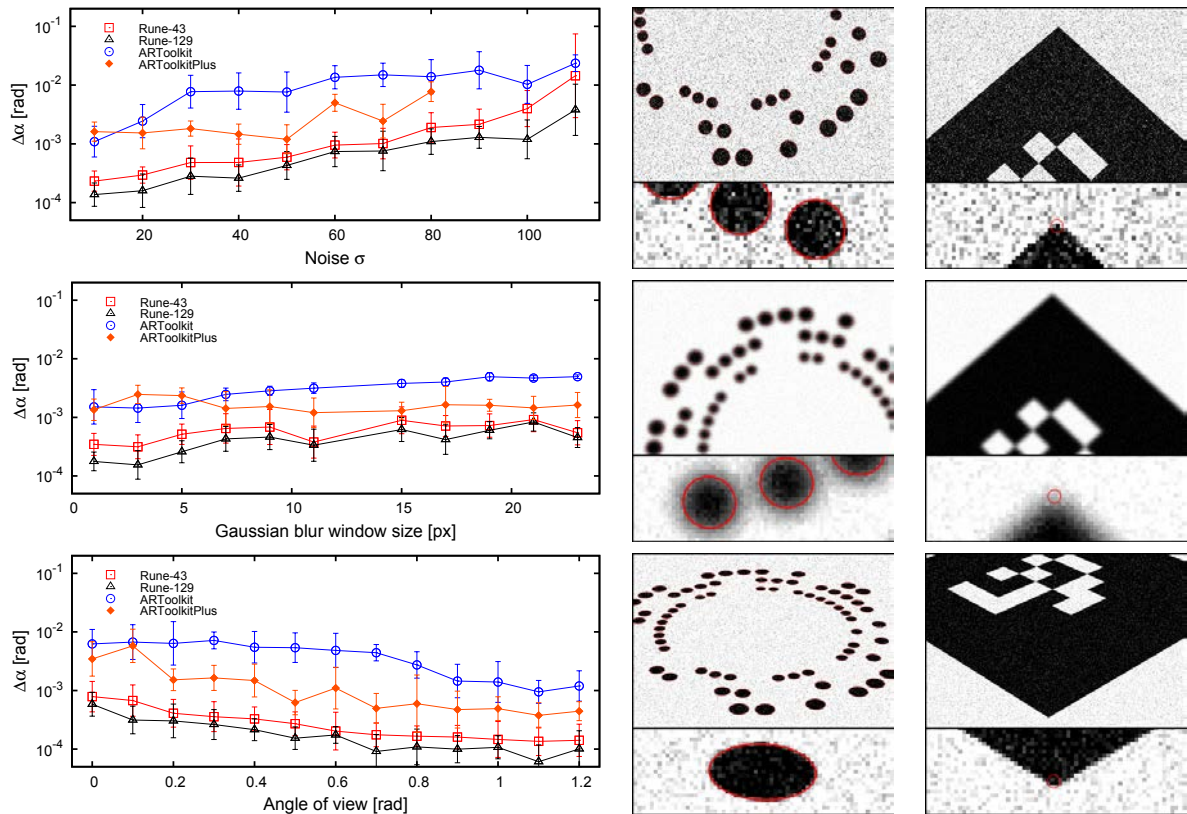 10⁻¹
10⁻²
10⁻³
10⁻⁴
Δα [rad]
Rune-43
Rune-129
ARToolkit
ARToolkitPlus
20 40 60 80 100
Noise σ
10⁻¹
10⁻²
10⁻³
10⁻⁴
Δα [rad]
Rune-43
Rune-129
ARToolkit
ARToolkitPlus
0 5 10 15 20
Gaussian blur window size [px]
10⁻¹
10⁻²
10⁻³
10⁻⁴
Δα [rad]
Rune-43
Rune-129
ARToolkit
ARToolkitPlus
0 0.2 0.4 0.6 0.8 1 1.2
Angle of view [rad]